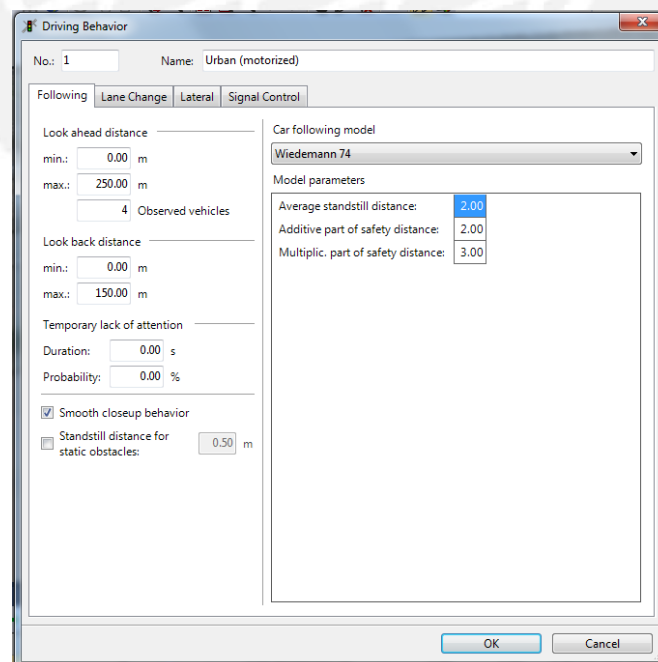 Driving Behavior
No.: 1 Name: Urban (motorized)
Following Lane Change Lateral Signal Control
Look ahead distance
min.: 0.00 m
max.: 250.00 m
4 Observed vehicles
Look back distance
min.: 0.00 m
max.: 150.00 m
Temporary lack of attention
Duration: 0.00 s
Probability: 0.00 %
Smooth closeup behavior
Standstill distance for
static obstacles: 0.50 m
Car following model
Wiedemann 74
Model parameters
Average standstill distance: 2.00
Additive part of safety distance: 2.00
Multiplic. part of safety distance: 3.00
OK Cancel